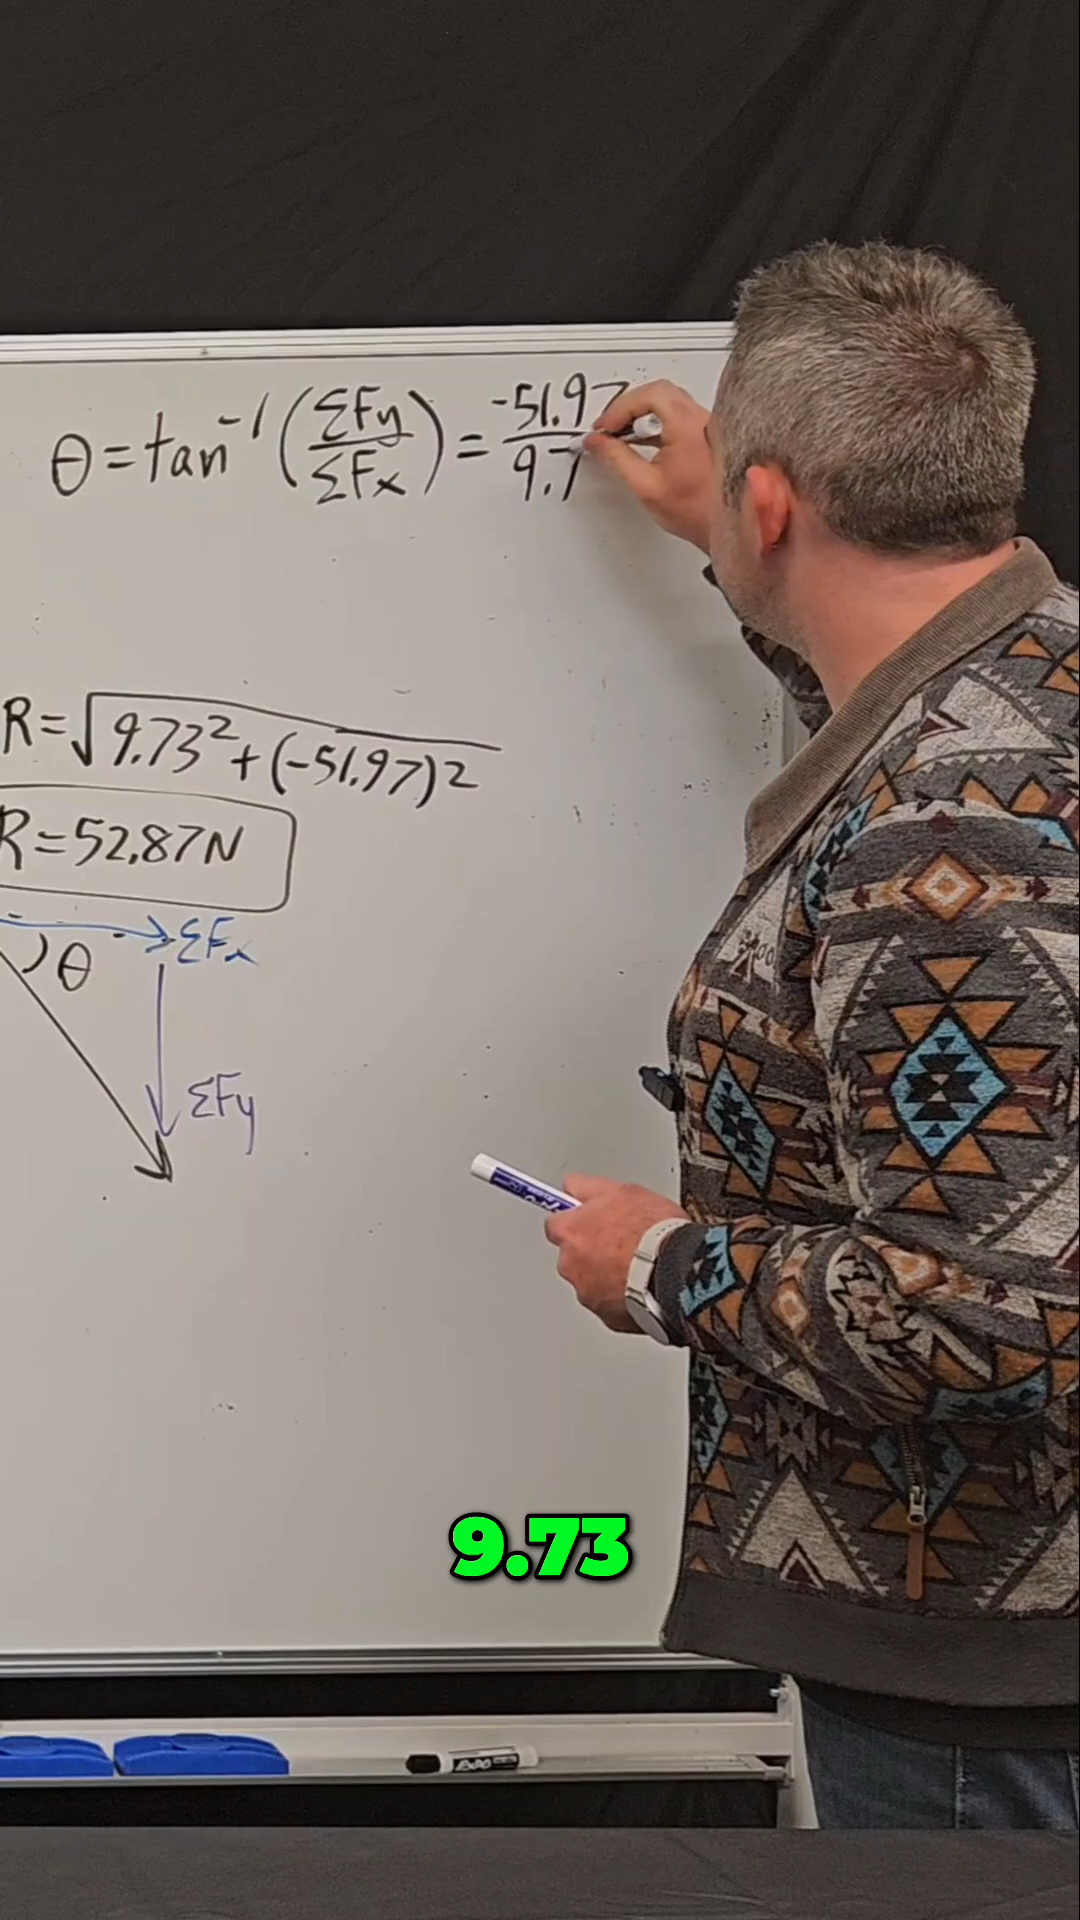 θ = tan⁻¹ (ΣFy / ΣFx) = -51.97 / 9.7
R = √9.73² + (-51.97)²
R = 52.87N
ΣFx
θ
ΣFy
9.73
EXPO